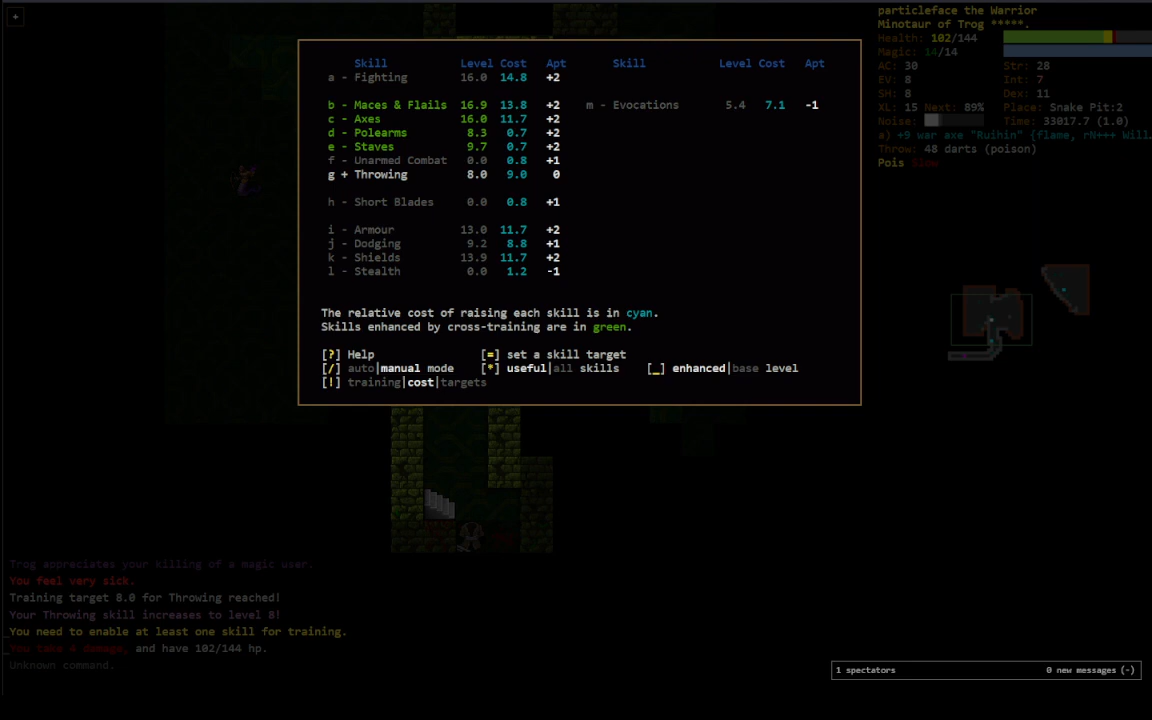 +
particleface the Warrior
Minotaur of Trog *****.
Health: 102/144
Magic: 14/14
AC: 30 Str: 28
EV: 8 Int: 7
SH: 8 Dex: 11
XL: 15 Next: 89% Place: Snake Pit:2
Noise: Time: 33017.7 (1.0)
a) +9 war axe "Ruihin" {flame, rN+++ Will
Throw: 48 darts (poison)
Pois Slow
Skill Level Cost Apt Skill Level Cost Apt
a - Fighting 16.0 14.8 +2
b - Maces & Flails 16.9 13.8 +2 m - Evocations 5.4 7.1 -1
c - Axes 16.0 11.7 +2
d - Polearms 8.3 0.7 +2
e - Staves 9.7 0.7 +2
f - Unarmed Combat 0.0 0.8 +1
g + Throwing 8.0 9.0 0
h - Short Blades 0.0 0.8 +1
i - Armour 13.0 11.7 +2
j - Dodging 9.2 8.8 +1
k - Shields 13.9 11.7 +2
l - Stealth 0.0 1.2 -1
The relative cost of raising each skill is in cyan.
Skills enhanced by cross-training are in green.
[?] Help [=] set a skill target
[/] auto|manual mode [*] useful|all skills [_] enhanced|base level
[!] training|cost|targets
Trog appreciates your killing of a magic user.
You feel very sick.
Training target 8.0 for Throwing reached!
Your Throwing skill increases to level 8!
You need to enable at least one skill for training.
You take 4 damage, and have 102/144 hp.
Unknown command.
1 spectators 0 new messages (-)